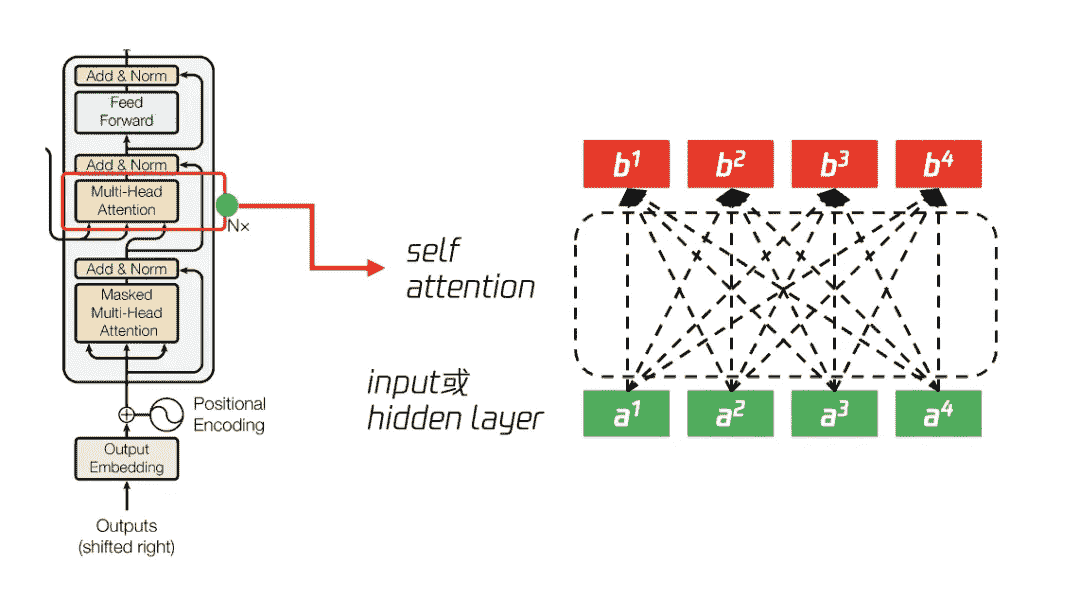 Add & Norm
Feed
Forward
Add & Norm
Multi-Head
Attention
N×
Add & Norm
Masked
Multi-Head
Attention
Positional
Encoding
Output
Embedding
Outputs
(shifted right)
self
attention
input或
hidden layer
b¹ b² b³ b⁴
a¹ a² a³ a⁴